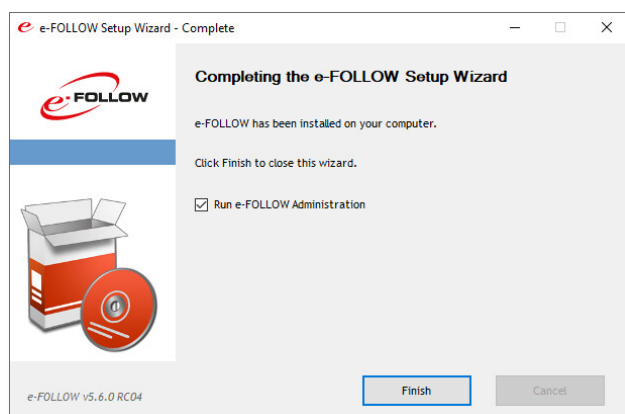 e e-FOLLOW Setup Wizard - Complete
e-FOLLOW
Completing the e-FOLLOW Setup Wizard
e-FOLLOW has been installed on your computer.
Click Finish to close this wizard.
Run e-FOLLOW Administration
@
e-FOLLOW v5.6.0 RC04
Finish
Cancel